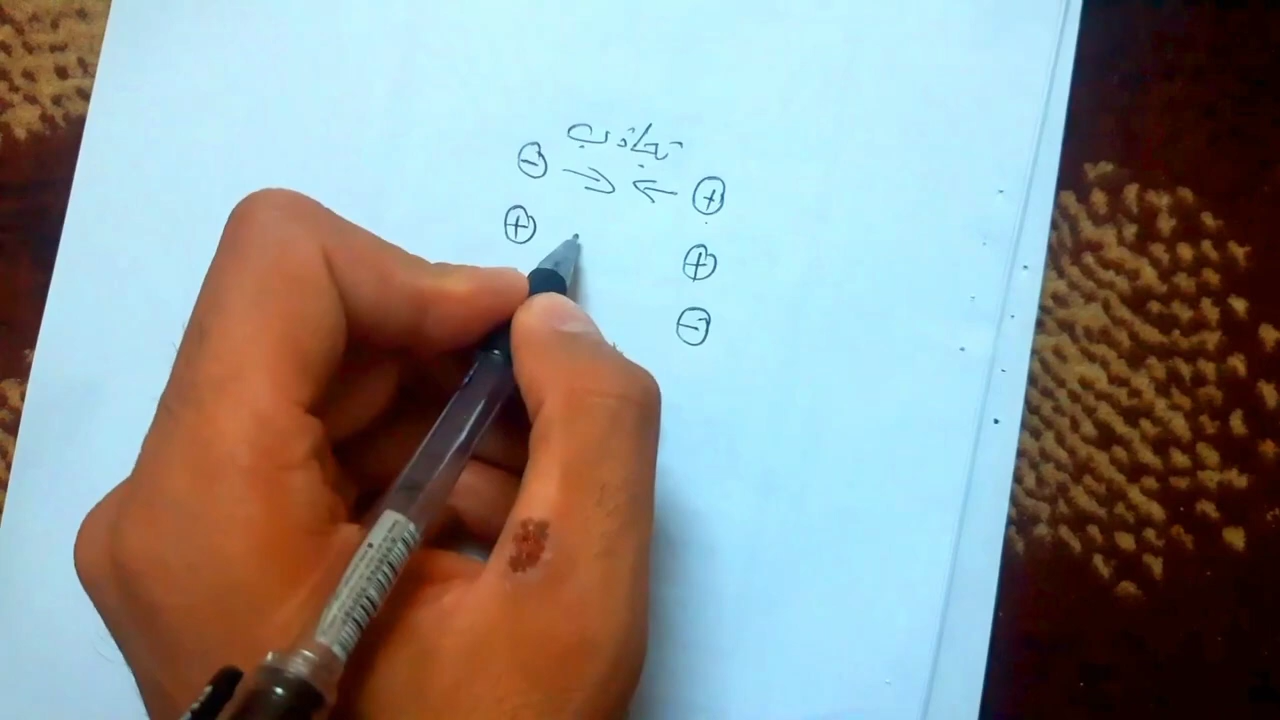 تجاذب
⊖ → ← ⊕
⊕ ⊕
⊖